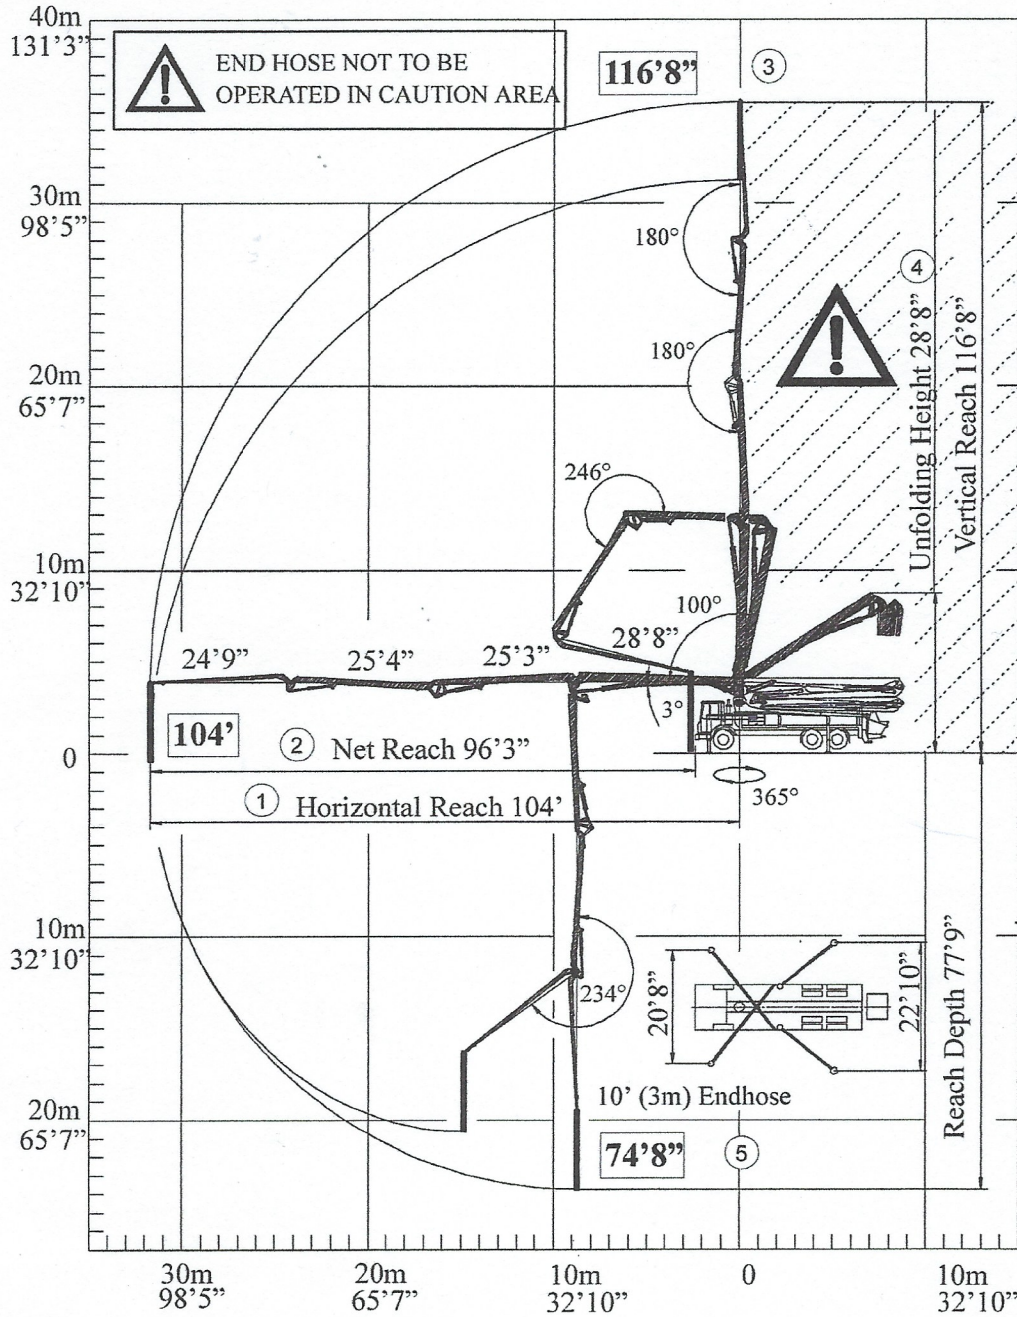 40m
131'3”
END HOSE NOT TO BE
OPERATED IN CAUTION AREA
116'8”
3
30m
98'5”
180°
4
180°
20m
65'7”
Unfolding Height 28'8”
Vertical Reach 116'8”
246°
10m
32'10”
100°
28'8”
24'9”
25'4”
25'3”
3°
104'
2
Net Reach 96'3”
0
365°
1
Horizontal Reach 104'
10m
32'10”
234°
20'8”
22'10”
Reach Depth 77'9”
10' (3m) Endhose
20m
65'7”
74'8”
5
30m
98'5”
20m
65'7”
10m
32'10”
0
10m
32'10”